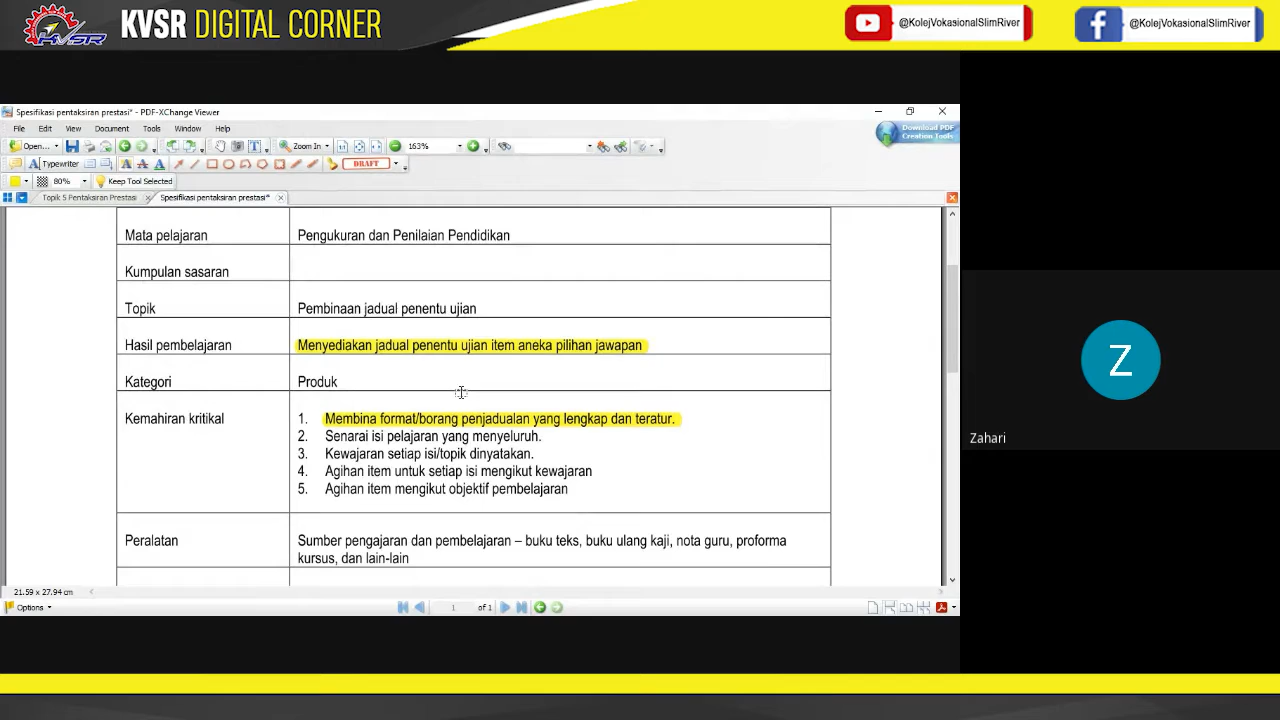 KVSR KVSR DIGITAL CORNER
@KolejVokasionalSlimRiver
@KolejVokasionalSlimRiver
Spesifikasi pentaksiran prestasi* - PDF-XChange Viewer
File Edit View Document Tools Window Help
Open... Zoom In 163%
Download PDF
Creation Tools
Typewriter DRAFT
80% Keep Tool Selected
Topik 5 Pentaksiran Prestasi Spesifikasi pentaksiran prestasi*
Mata pelajaran Pengukuran dan Penilaian Pendidikan
Kumpulan sasaran
Topik Pembinaan jadual penentu ujian
Hasil pembelajaran Menyediakan jadual penentu ujian item aneka pilihan jawapan
Kategori Produk
Kemahiran kritikal 1. Membina format/borang penjadualan yang lengkap dan teratur.
2. Senarai isi pelajaran yang menyeluruh.
3. Kewajaran setiap isi/topik dinyatakan.
4. Agihan item untuk setiap isi mengikut kewajaran
5. Agihan item mengikut objektif pembelajaran
Peralatan Sumber pengajaran dan pembelajaran – buku teks, buku ulang kaji, nota guru, proforma
kursus, dan lain-lain
21.59 x 27.94 cm
Options 1 of 1
Z
Zahari